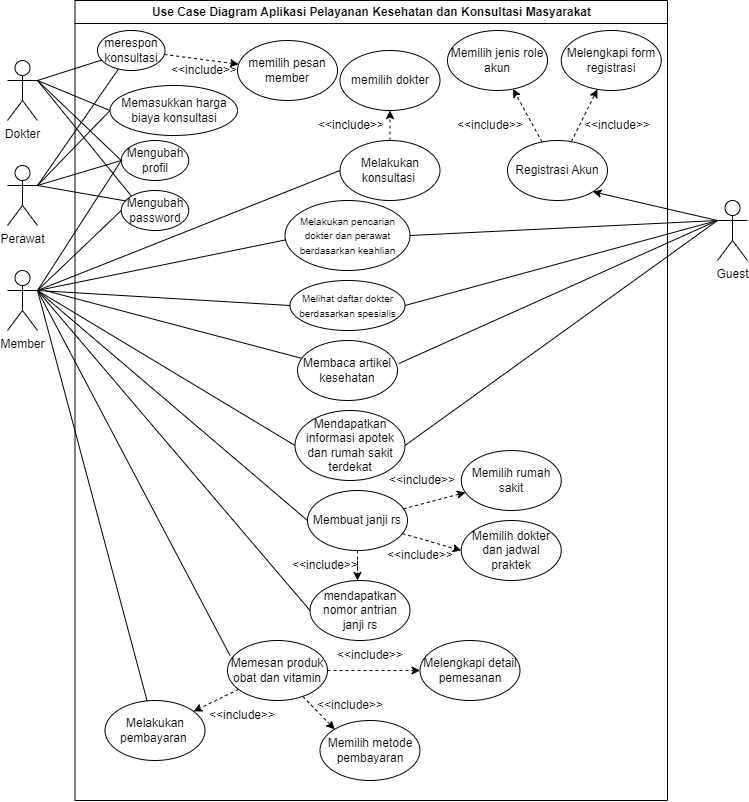 Use Case Diagram Aplikasi Pelayanan Kesehatan dan Konsultasi Masyarakat
merespon
konsultasi
<<include>>
memilih pesan
member
memilih dokter
Memilih jenis role
akun
Melengkapi form
registrasi
Dokter
Memasukkan harga
biaya konsultasi
<<include>>
<<include>>
<<include>>
Mengubah
profil
Melakukan
konsultasi
Registrasi Akun
Perawat
Mengubah
password
Melakukan pencarian
dokter dan perawat
berdasarkan keahlian
Guest
Member
Melihat daftar dokter
berdasarkan spesialis
Membaca artikel
kesehatan
Mendapatkan
informasi apotek
dan rumah sakit
terdekat
<<include>>
Memilih rumah
sakit
Membuat janji rs
<<include>>
Memilih dokter
dan jadwal
praktek
<<include>>
mendapatkan
nomor antrian
janji rs
Memesan produk
obat dan vitamin
<<include>>
Melengkapi detail
pemesanan
<<include>>
<<include>>
Melakukan
pembayaran
Memilih metode
pembayaran